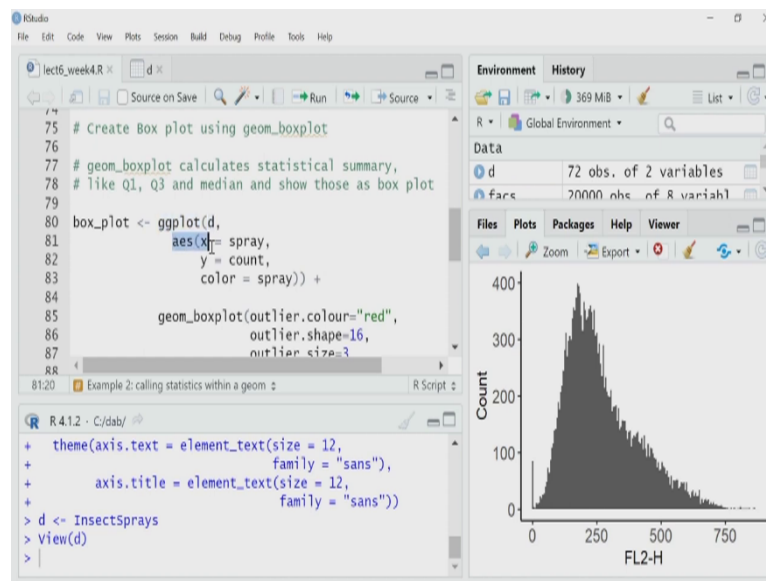 RStudio
File Edit Code View Plots Session Build Debug Profile Tools Help
lect6_week4.R × d ×
Source on Save Run Source
75 # Create Box plot using geom_boxplot
76
77 # geom_boxplot calculates statistical summary,
78 # like Q1, Q3 and median and show those as box plot
79
80 box_plot <- ggplot(d,
81 aes(x = spray,
82 y = count,
83 color = spray)) +
84
85 geom_boxplot(outlier.colour="red",
86 outlier.shape=16,
87 outlier.size=3
88
81:20 Example 2: calling statistics within a geom R Script
R 4.1.2 · C:/dab/
+ theme(axis.text = element_text(size = 12,
+ family = "sans"),
+ axis.title = element_text(size = 12,
+ family = "sans"))
> d <- InsectSprays
> View(d)
>
Environment History
369 MiB List
R Global Environment
Data
d 72 obs. of 2 variables
facs 20000 obs. of 8 variabl
Files Plots Packages Help Viewer
Zoom Export
400
300
200
100
0
Count
0 250 500 750
FL2-H